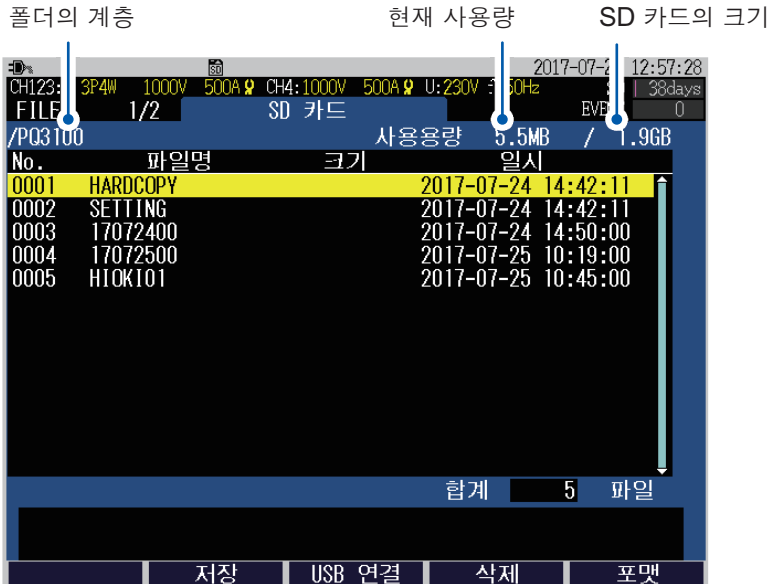 폴더의 계층 현재 사용량 SD 카드의 크기
SD 12:57:28
CH123: 3P4W 1000V 500A CH4:1000V 500A U:230V 50Hz 38days
FILE 1/2 SD 카드 0
/PQ3100 사용용량 5.5MB / 1.9GB
No. 파일명 크기 일시
0001 HARDCOPY 2017-07-24 14:42:11
0002 SETTING 2017-07-24 14:42:11
0003 17072400 2017-07-24 14:50:00
0004 17072500 2017-07-25 10:19:00
0005 HIOKI01 2017-07-25 10:45:00
합계 5 파일
저장 USB 연결 삭제 포맷